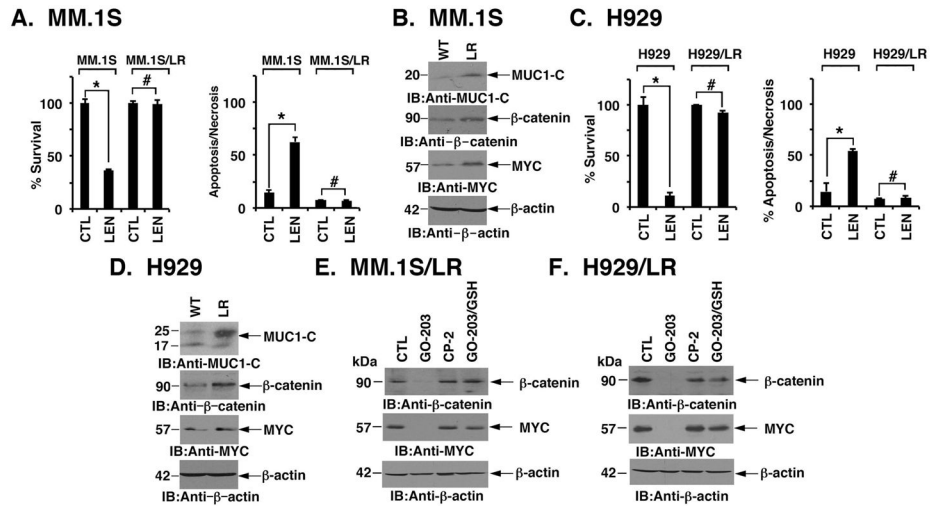 A. MM.1S
MM.1S MM.1S/LR
% Survival
100
50
0
* #
CTL LEN CTL LEN
MM.1S MM.1S/LR
Apoptosis/Necrosis
100
50
0
* #
CTL LEN CTL LEN
B. MM.1S
WT LR
20 MUC1-C
IB:Anti-MUC1-C
90 β-catenin
IB:Anti-β-catenin
57 MYC
IB:Anti-MYC
42 β-actin
IB:Anti-β-actin
C. H929
H929 H929/LR
% Survival
100
50
0
* #
CTL LEN CTL LEN
H929 H929/LR
% Apoptosis/Necrosis
100
50
0
* #
CTL LEN CTL LEN
D. H929
WT LR
25 MUC1-C
17
IB:Anti-MUC1-C
90 β-catenin
IB:Anti-β-catenin
57 MYC
IB:Anti-MYC
42 β-actin
IB:Anti-β-actin
E. MM.1S/LR
CTL GO-203 CP-2 GO-203/GSH
kDa
90 β-catenin
IB:Anti-β-catenin
57 MYC
IB:Anti-MYC
42 β-actin
IB:Anti-β-actin
F. H929/LR
CTL GO-203 CP-2 GO-203/GSH
kDa
90 β-catenin
IB:Anti-β-catenin
57 MYC
IB:Anti-MYC
42 β-actin
IB:Anti-β-actin